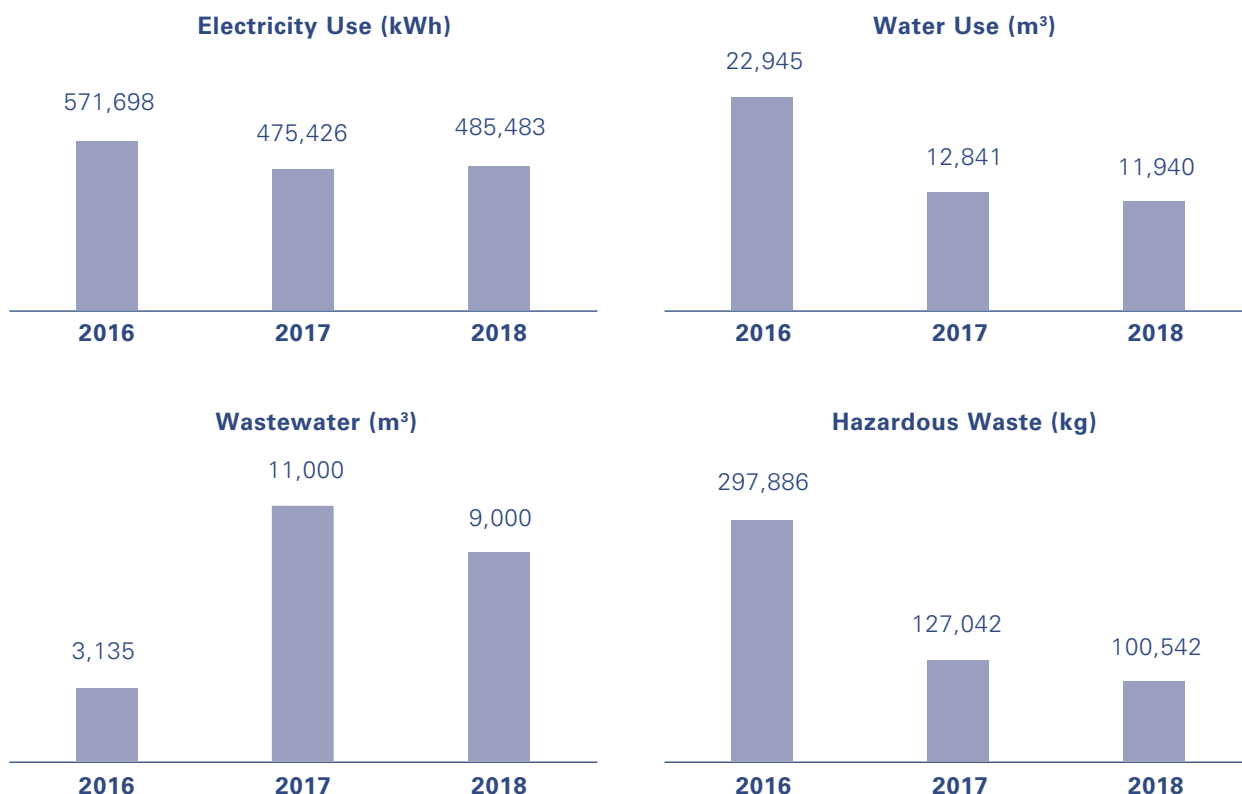 Electricity Use (kWh)
571,698
475,426
485,483
2016 2017 2018
Water Use (m³)
22,945
12,841
11,940
2016 2017 2018
Wastewater (m³)
3,135
11,000
9,000
2016 2017 2018
Hazardous Waste (kg)
297,886
127,042
100,542
2016 2017 2018